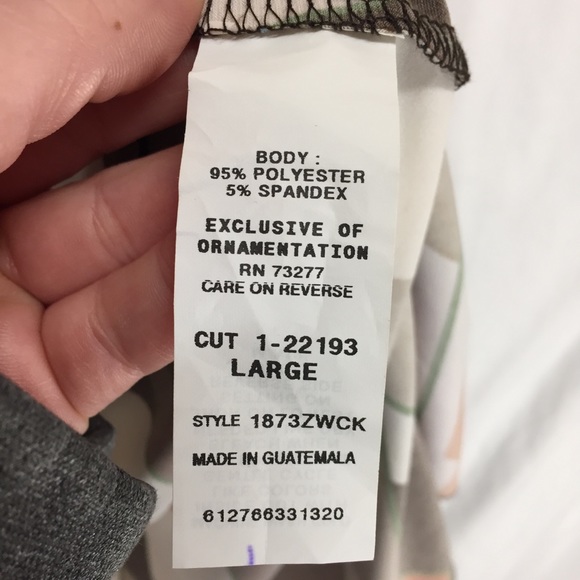 BODY :
95% POLYESTER
5% SPANDEX
EXCLUSIVE OF
ORNAMENTATION
RN 73277
CARE ON REVERSE
CUT 1-22193
LARGE
STYLE 1873ZWCK
MADE IN GUATEMALA
612766331320